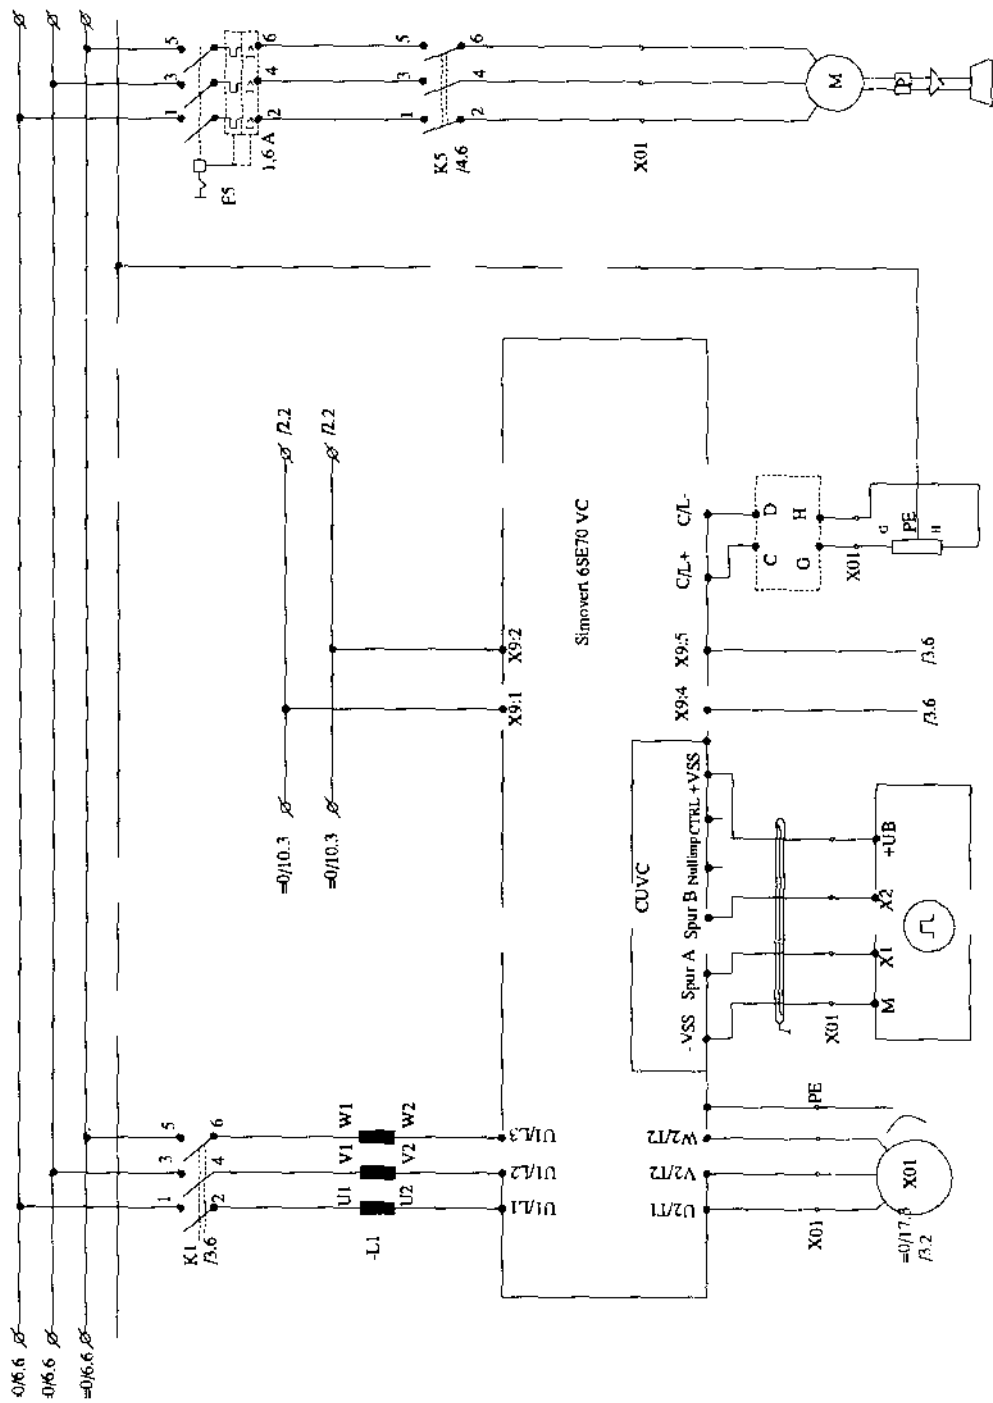 0/6.6
0/6.6
=0/6.6
1
3
5
1
3
5
K1
/3.6
2
4
6
F5
2
4
6
1,6 A
=0/10.3
/2.2
=0/10.3
/2.2
U1
V1
W1
-L1
U2
V2
W2
1
3
5
K5
/4.6
2
4
6
U1/L1
U1/L2
U1/L3
X9:1
X9:2
Simovert 6SE70 VC
CUVC
X01
U2/T1
V2/T2
W2/T2
- VSS
Spur A
Spur B
Nullimp
CTRL
+VSS
X9:4
X9:5
C/L+
C/L-
C
D
G
H
X01
PE
X01
X01
M
M
X1
X2
+UB
G
PE
H
=0/17.3
/3.2
X01
/3.6
/3.6